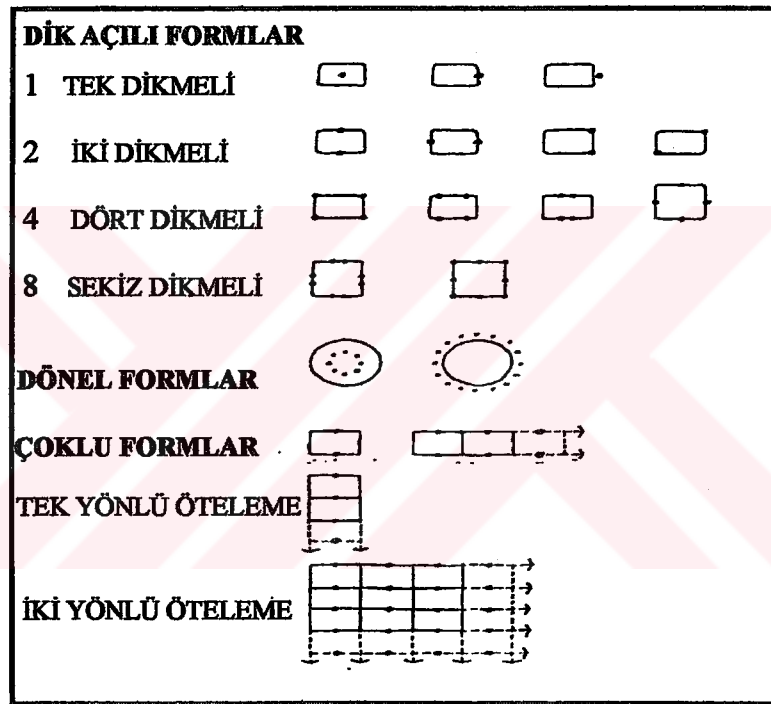 DİK AÇILI FORMLAR
1 TEK DİKMELİ
2 İKİ DİKMELİ
4 DÖRT DİKMELİ
8 SEKİZ DİKMELİ
DÖNEL FORMLAR
ÇOKLU FORMLAR
TEK YÖNLÜ ÖTELEME
İKİ YÖNLÜ ÖTELEME